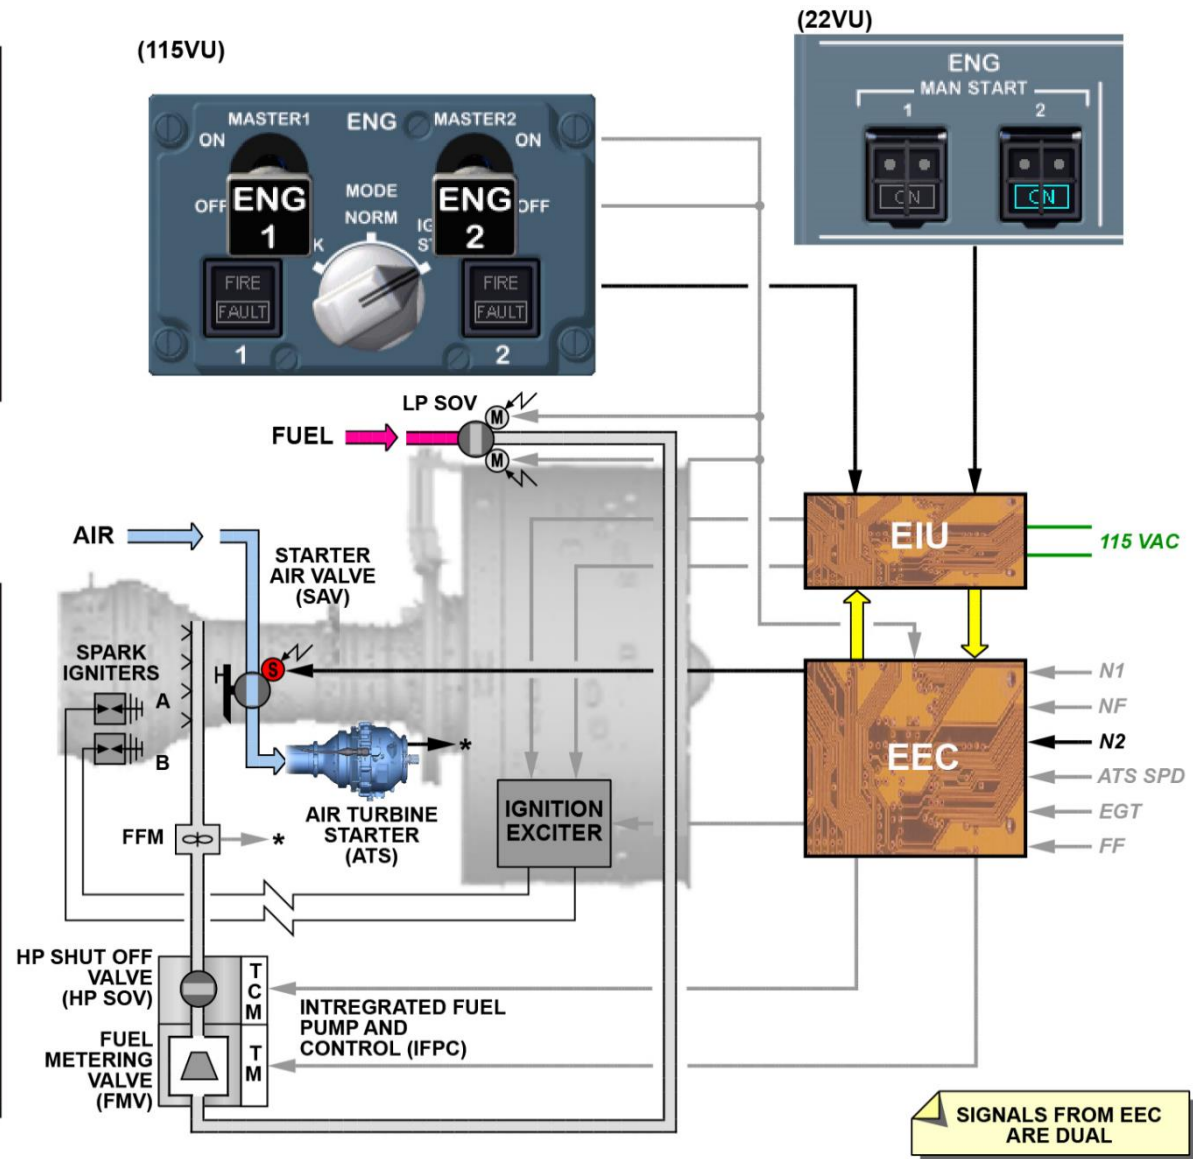 (115VU)
(22VU)
MASTER1
ENG
MASTER2
ON
ON
OFF
ENG
1
MODE
NORM
K
IG
ST
ENG
2
OFF
FIRE
FAULT
1
FIRE
FAULT
2
ENG
MAN START
1
2
ON
ON
LP SOV
M
FUEL
M
AIR
STARTER
AIR VALVE
(SAV)
EIU
115 VAC
SPARK
IGNITERS
A
B
S
*
AIR TURBINE
STARTER
(ATS)
IGNITION
EXCITER
EEC
N1
NF
N2
ATS SPD
EGT
FF
FFM
*
HP SHUT OFF
VALVE
(HP SOV)
T
C
M
INTREGRATED FUEL
PUMP AND
CONTROL (IFPC)
FUEL
METERING
VALVE
(FMV)
T
M
SIGNALS FROM EEC
ARE DUAL